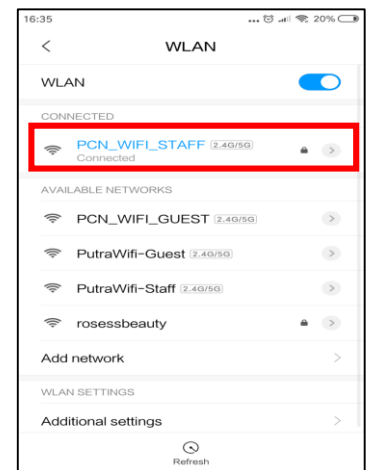 16:35 ... 20%
WLAN
WLAN
CONNECTED
PCN_WIFI_STAFF 2.4G/5G
Connected
AVAILABLE NETWORKS
PCN_WIFI_GUEST 2.4G/5G
PutraWifi-Guest 2.4G/5G
PutraWifi-Staff 2.4G/5G
rosessbeauty
Add network
WLAN SETTINGS
Additional settings
Refresh